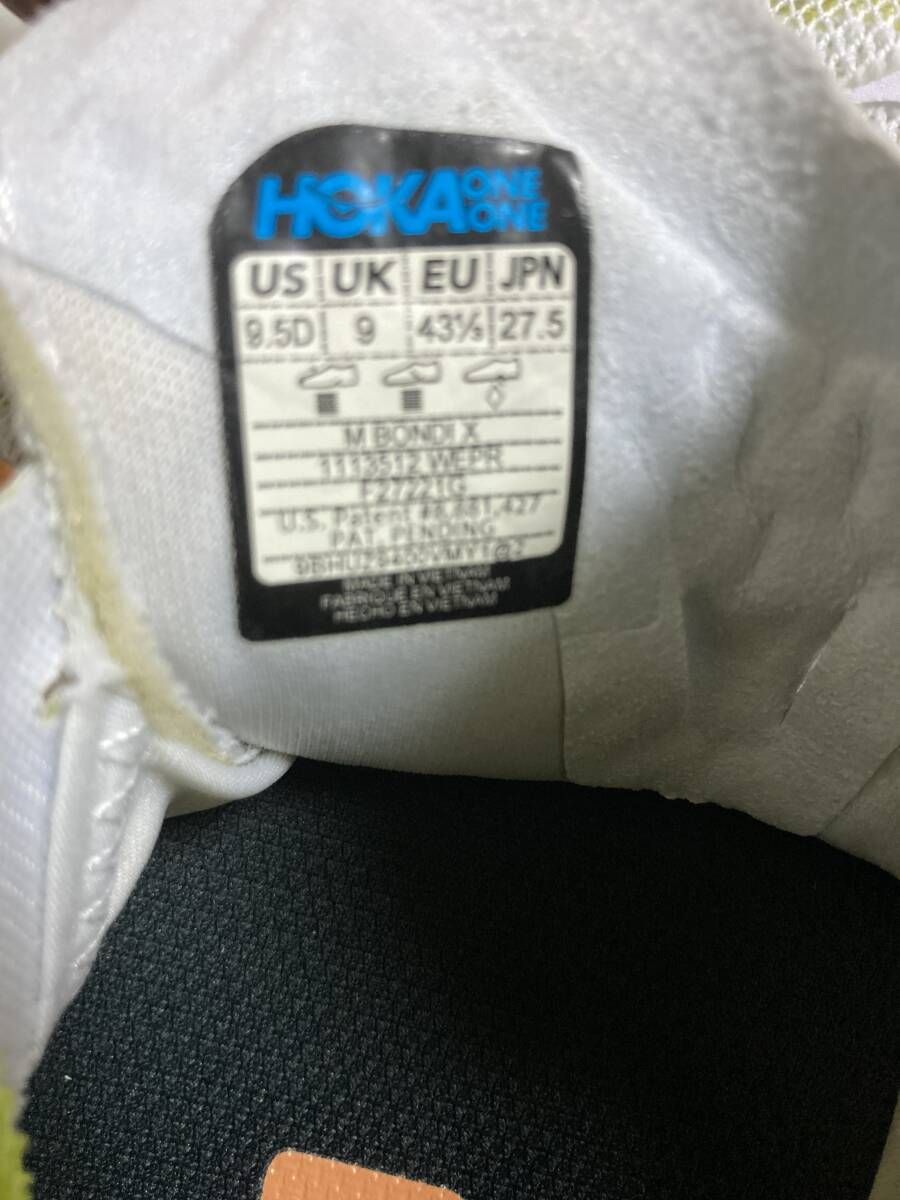 HOKA ONE ONE
US UK EU JPN
9.5D 9 43⅓ 27.5
M BONDI X
1113512 WEPR
F27221G
U.S. Patent #8,881,427
PAT. PENDING
MADE IN VIETNAM
FABRIQUE EN VIETNAM
HECHO EN VIETNAM